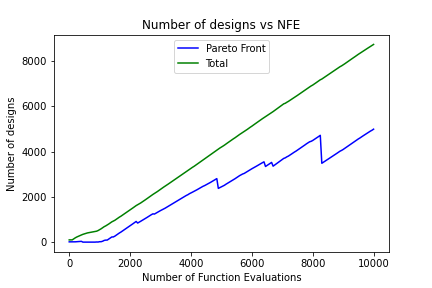 Number of designs vs NFE
Pareto Front
Total
Number of designs
8000
6000
4000
2000
0
0 2000 4000 6000 8000 10000
Number of Function Evaluations